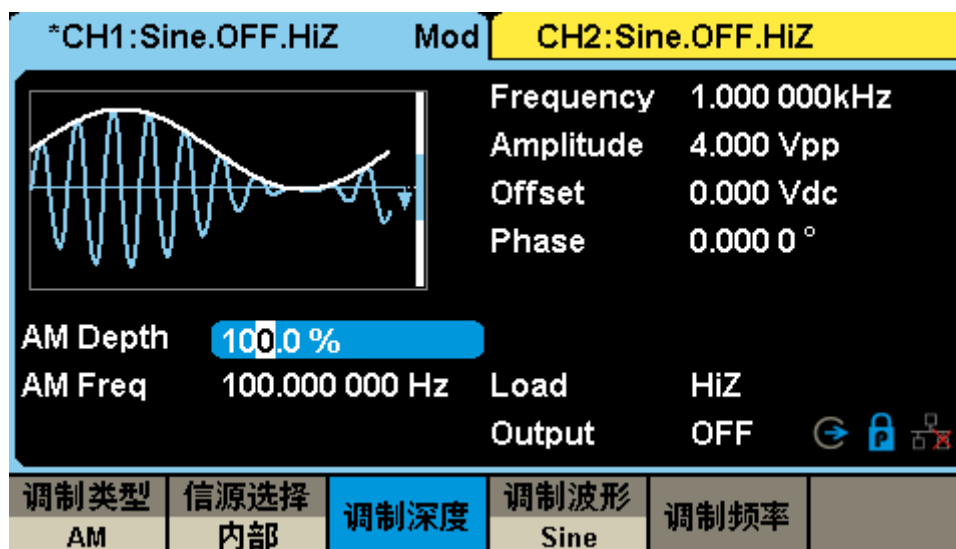 *CH1:Sine.OFF.HiZ Mod CH2:Sine.OFF.HiZ
Frequency 1.000 000kHz
Amplitude 4.000 Vpp
Offset 0.000 Vdc
Phase 0.000 0 °
AM Depth 100.0 %
AM Freq 100.000 000 Hz Load HiZ
Output OFF
调制类型 信源选择 调制深度 调制波形 调制频率
AM 内部 Sine